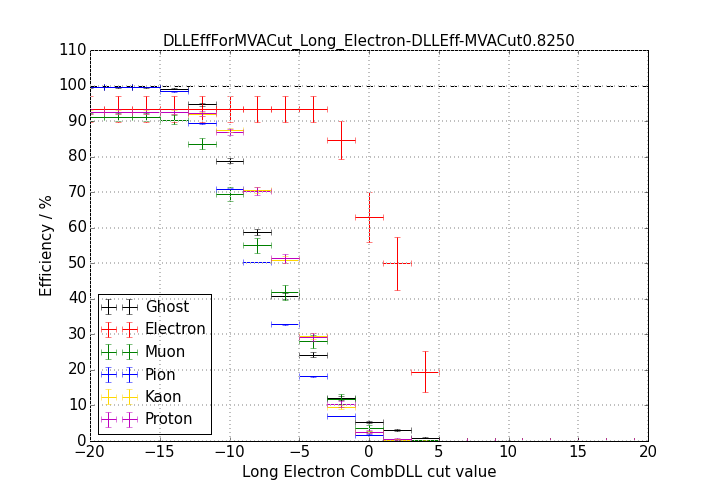 DLLEffForMVACut_Long_Electron-DLLEff-MVACut0.8250
110
100
90
80
70
60
50
40
30
20
10
0
Efficiency / %
Ghost
Electron
Muon
Pion
Kaon
Proton
−20 −15 −10 −5 0 5 10 15 20
Long Electron CombDLL cut value